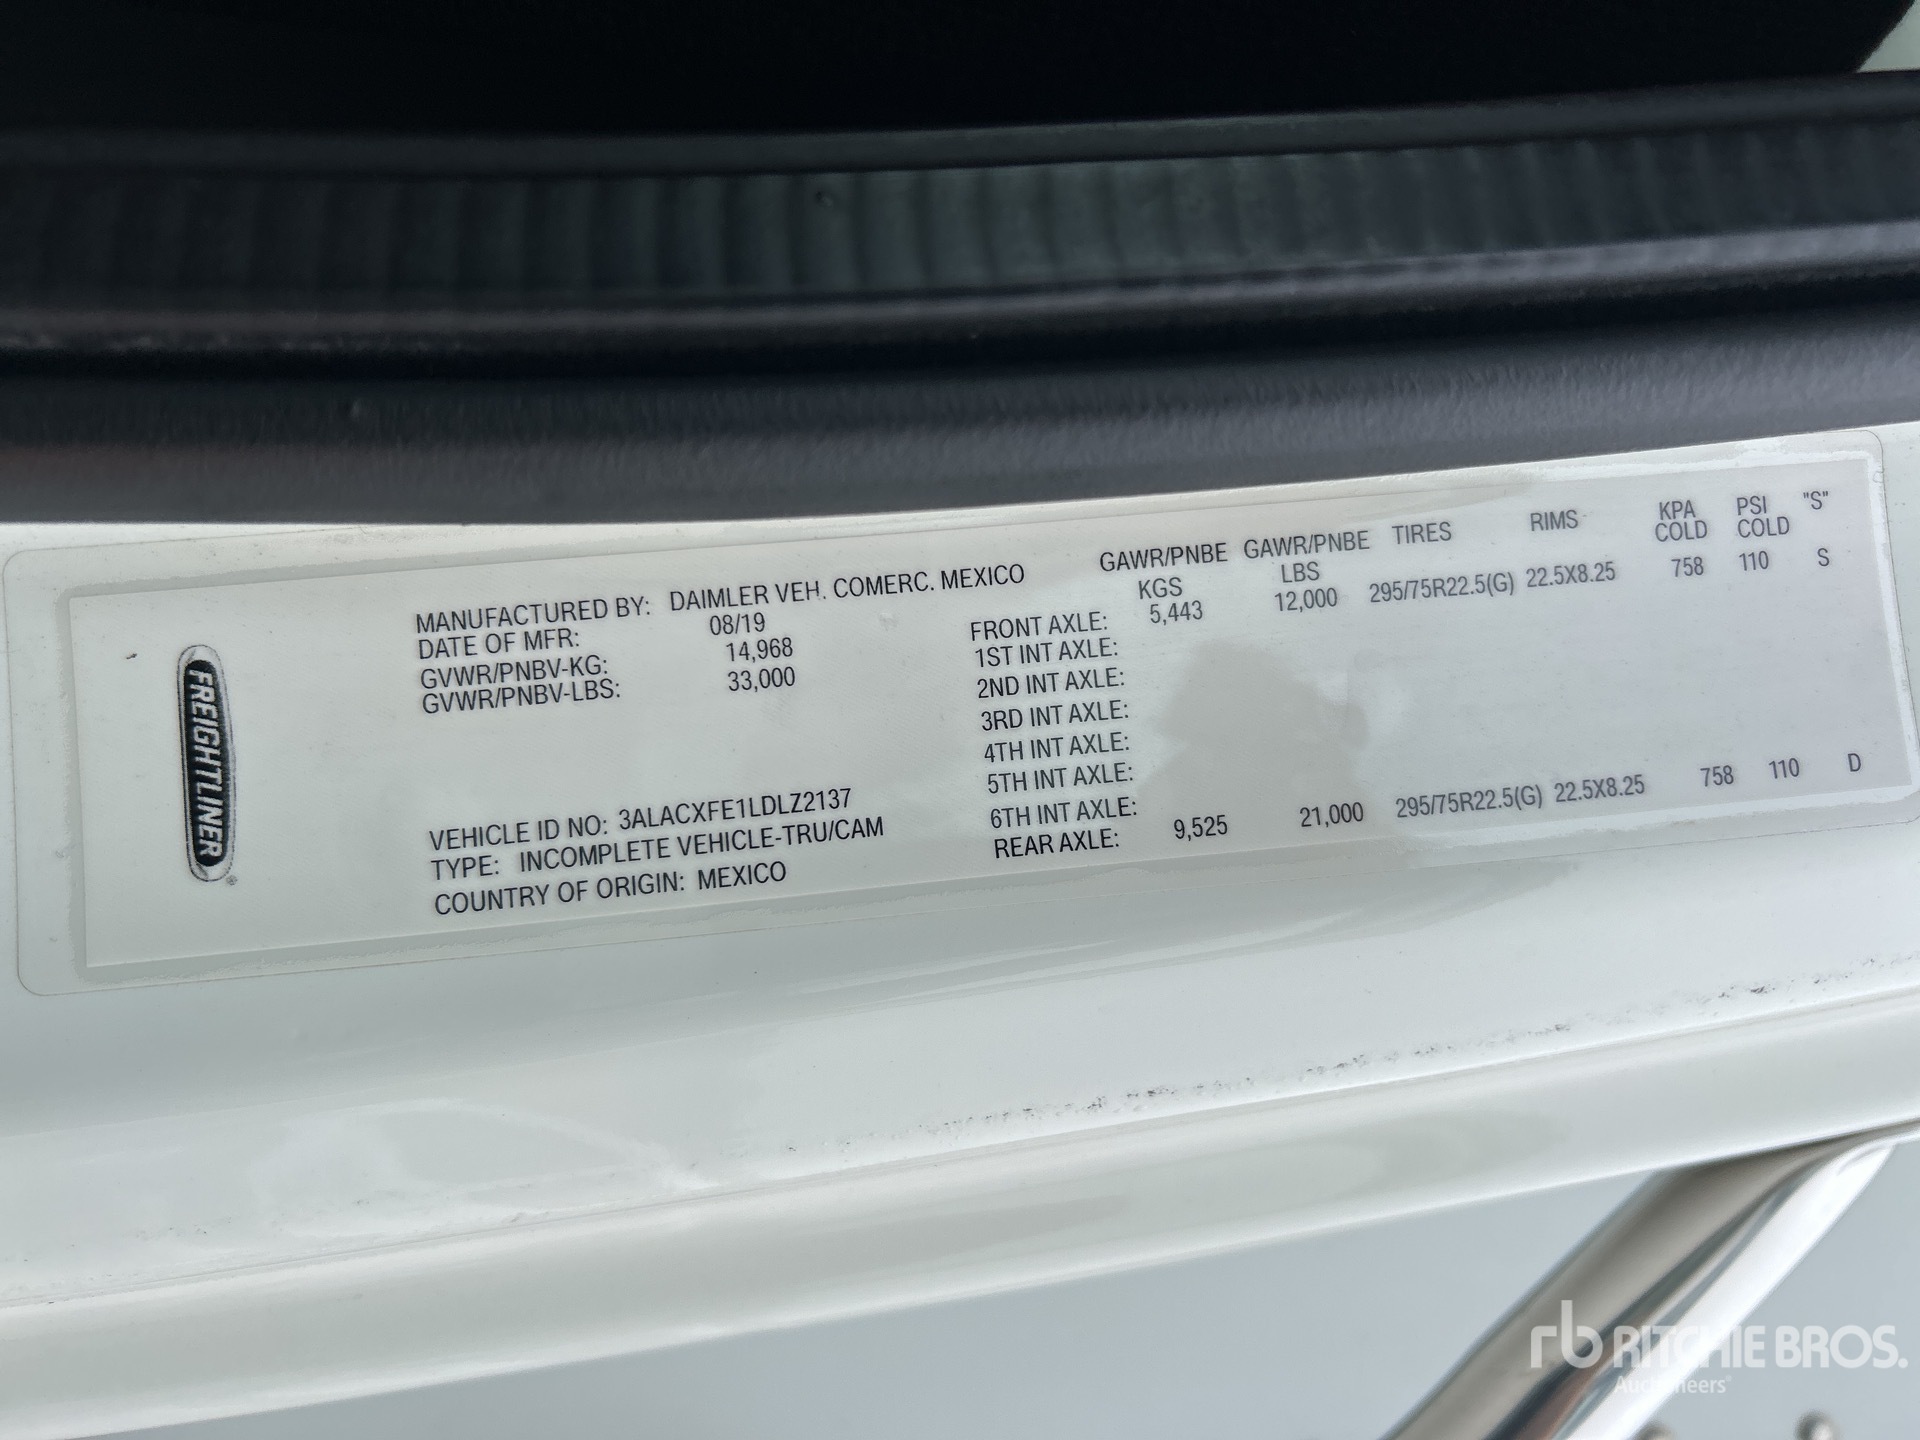 FREIGHTLINER®
MANUFACTURED BY: DAIMLER VEH. COMERC. MEXICO
DATE OF MFR: 08/19
GVWR/PNBV-KG: 14,968
GVWR/PNBV-LBS: 33,000
VEHICLE ID NO: 3ALACXFE1LDLZ2137
TYPE: INCOMPLETE VEHICLE-TRU/CAM
COUNTRY OF ORIGIN: MEXICO
GAWR/PNBE KGS GAWR/PNBE LBS TIRES RIMS KPA COLD PSI COLD "S"
FRONT AXLE: 5,443 12,000 295/75R22.5(G) 22.5X8.25 758 110 S
1ST INT AXLE:
2ND INT AXLE:
3RD INT AXLE:
4TH INT AXLE:
5TH INT AXLE:
6TH INT AXLE:
REAR AXLE: 9,525 21,000 295/75R22.5(G) 22.5X8.25 758 110 D
rb RITCHIE BROS.
Auctioneers